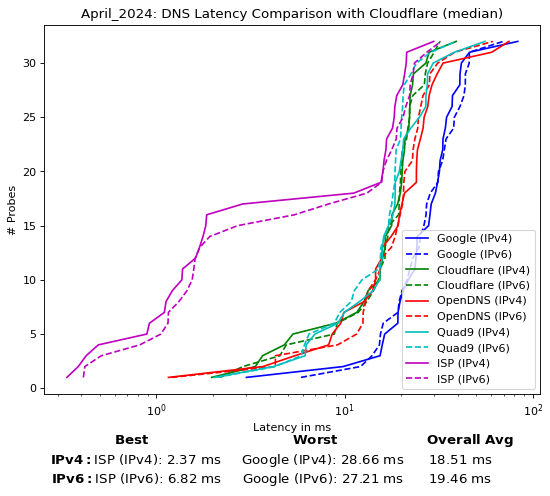 April_2024: DNS Latency Comparison with Cloudflare (median)
# Probes
30
25
20
15
10
5
0
Google (IPv4)
Google (IPv6)
Cloudflare (IPv4)
Cloudflare (IPv6)
OpenDNS (IPv4)
OpenDNS (IPv6)
Quad9 (IPv4)
Quad9 (IPv6)
ISP (IPv4)
ISP (IPv6)
10⁰ 10¹ 10²
Latency in ms
Best Worst Overall Avg
IPv4: ISP (IPv4): 2.37 ms Google (IPv4): 28.66 ms 18.51 ms
IPv6: ISP (IPv6): 6.82 ms Google (IPv6): 27.21 ms 19.46 ms